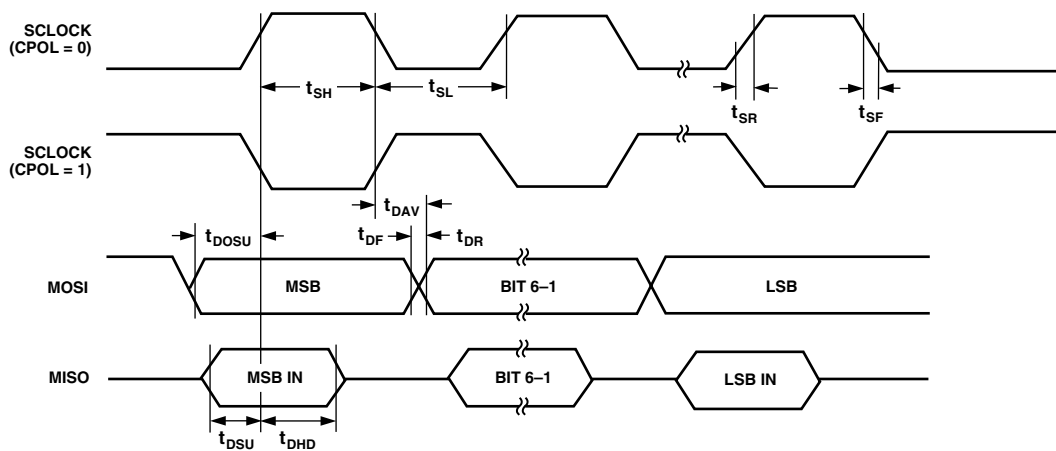 SCLOCK
(CPOL = 0)
tSH
tSL
tSR
tSF
SCLOCK
(CPOL = 1)
tDAV
tDOSU
tDF
tDR
MOSI
MSB
BIT 6–1
LSB
MISO
MSB IN
BIT 6–1
LSB IN
tDSU
tDHD